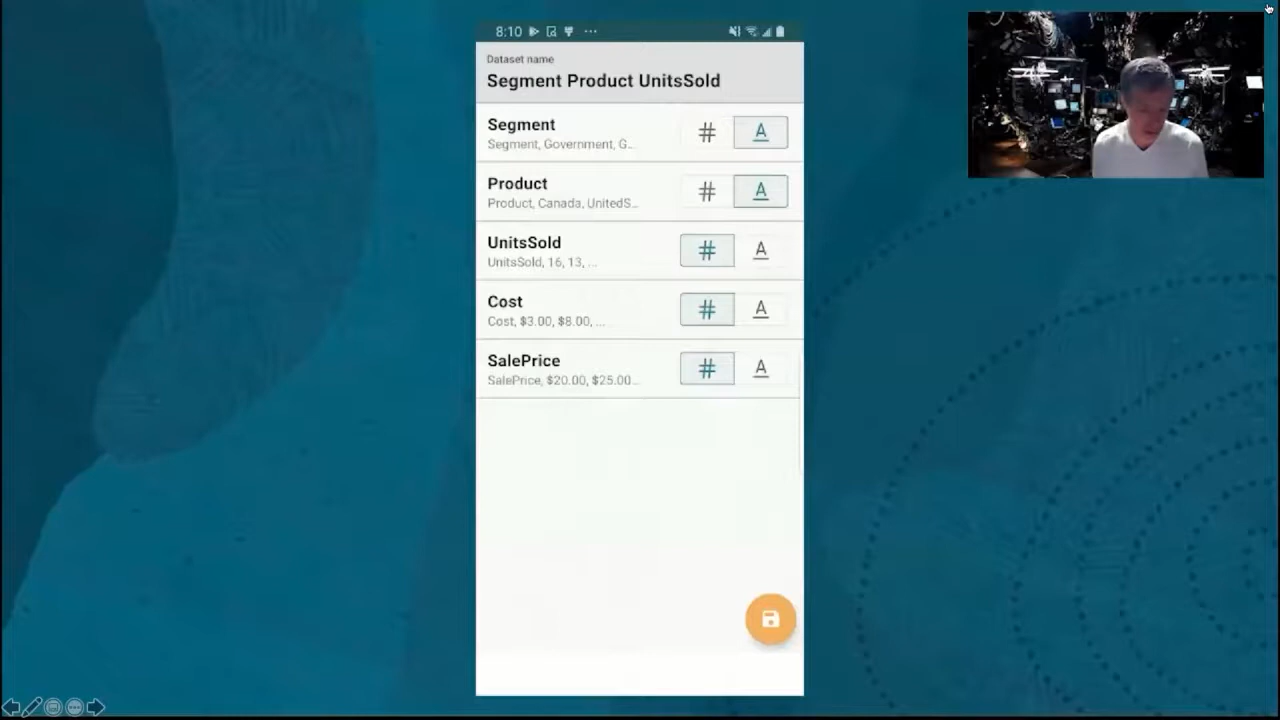 8:10
Dataset name
Segment Product UnitsSold
Segment
Segment, Government, G...
# A
Product
Product, Canada, UnitedS...
# A
UnitsSold
UnitsSold, 16, 13, ...
# A
Cost
Cost, $3.00, $8.00, ...
# A
SalePrice
SalePrice, $20.00, $25.00...
# A